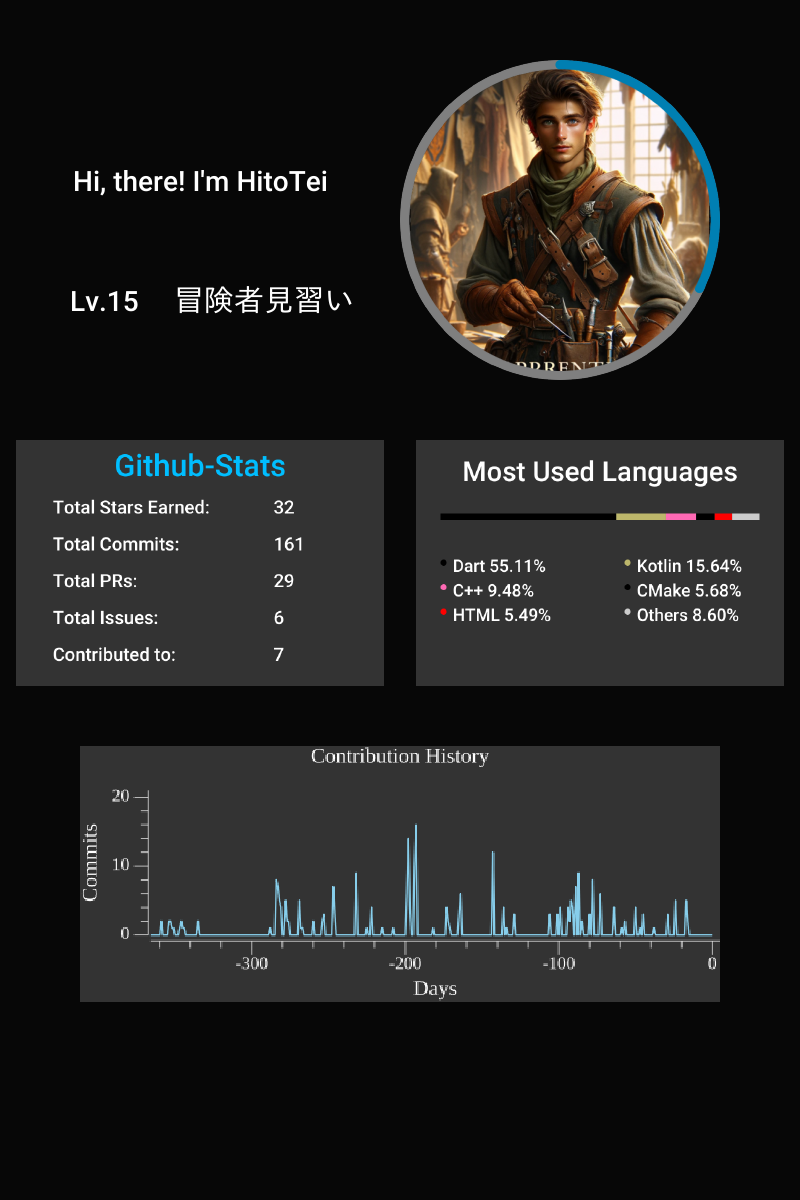 Hi, there! I'm HitoTei
Lv.15 冒険者見習い
Github-Stats
Total Stars Earned: 32
Total Commits: 161
Total PRs: 29
Total Issues: 6
Contributed to: 7
Most Used Languages
Dart 55.11% Kotlin 15.64%
C++ 9.48% CMake 5.68%
HTML 5.49% Others 8.60%
Contribution History
20
10
0
Commits
-300 -200 -100 0
Days